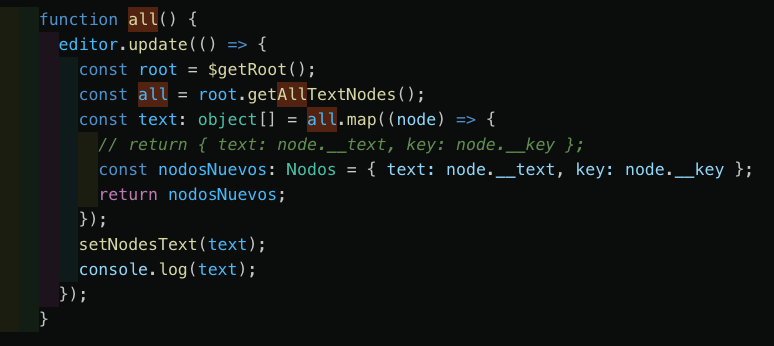 function all() {
editor.update(() => {
const root = $getRoot();
const all = root.getAllTextNodes();
const text: object[] = all.map((node) => {
// return { text: node.__text, key: node.__key };
const nodosNuevos: Nodos = { text: node.__text, key: node.__key };
return nodosNuevos;
});
setNodesText(text);
console.log(text);
});
}